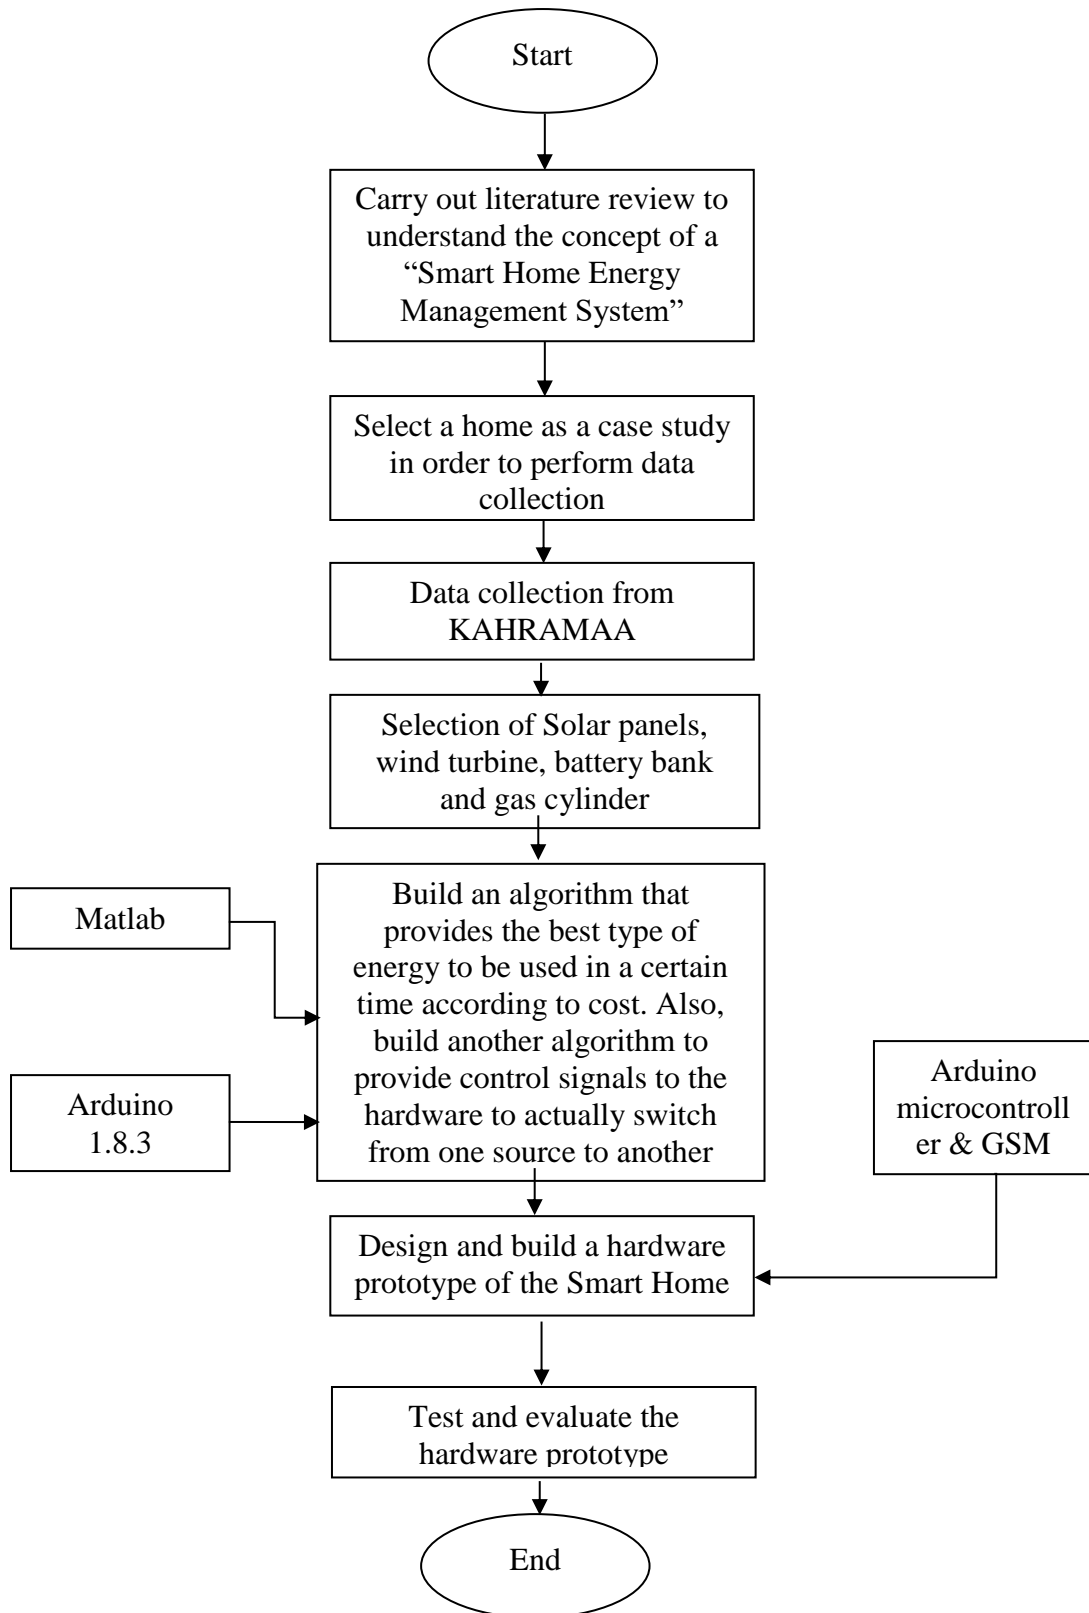 Start
Carry out literature review to
understand the concept of a
“Smart Home Energy
Management System”
Select a home as a case study
in order to perform data
collection
Data collection from
KAHRAMAA
Selection of Solar panels,
wind turbine, battery bank
and gas cylinder
Matlab
Arduino
1.8.3
Build an algorithm that
provides the best type of
energy to be used in a certain
time according to cost. Also,
build another algorithm to
provide control signals to the
hardware to actually switch
from one source to another
Arduino
microcontroll
er & GSM
Design and build a hardware
prototype of the Smart Home
Test and evaluate the
hardware prototype
End